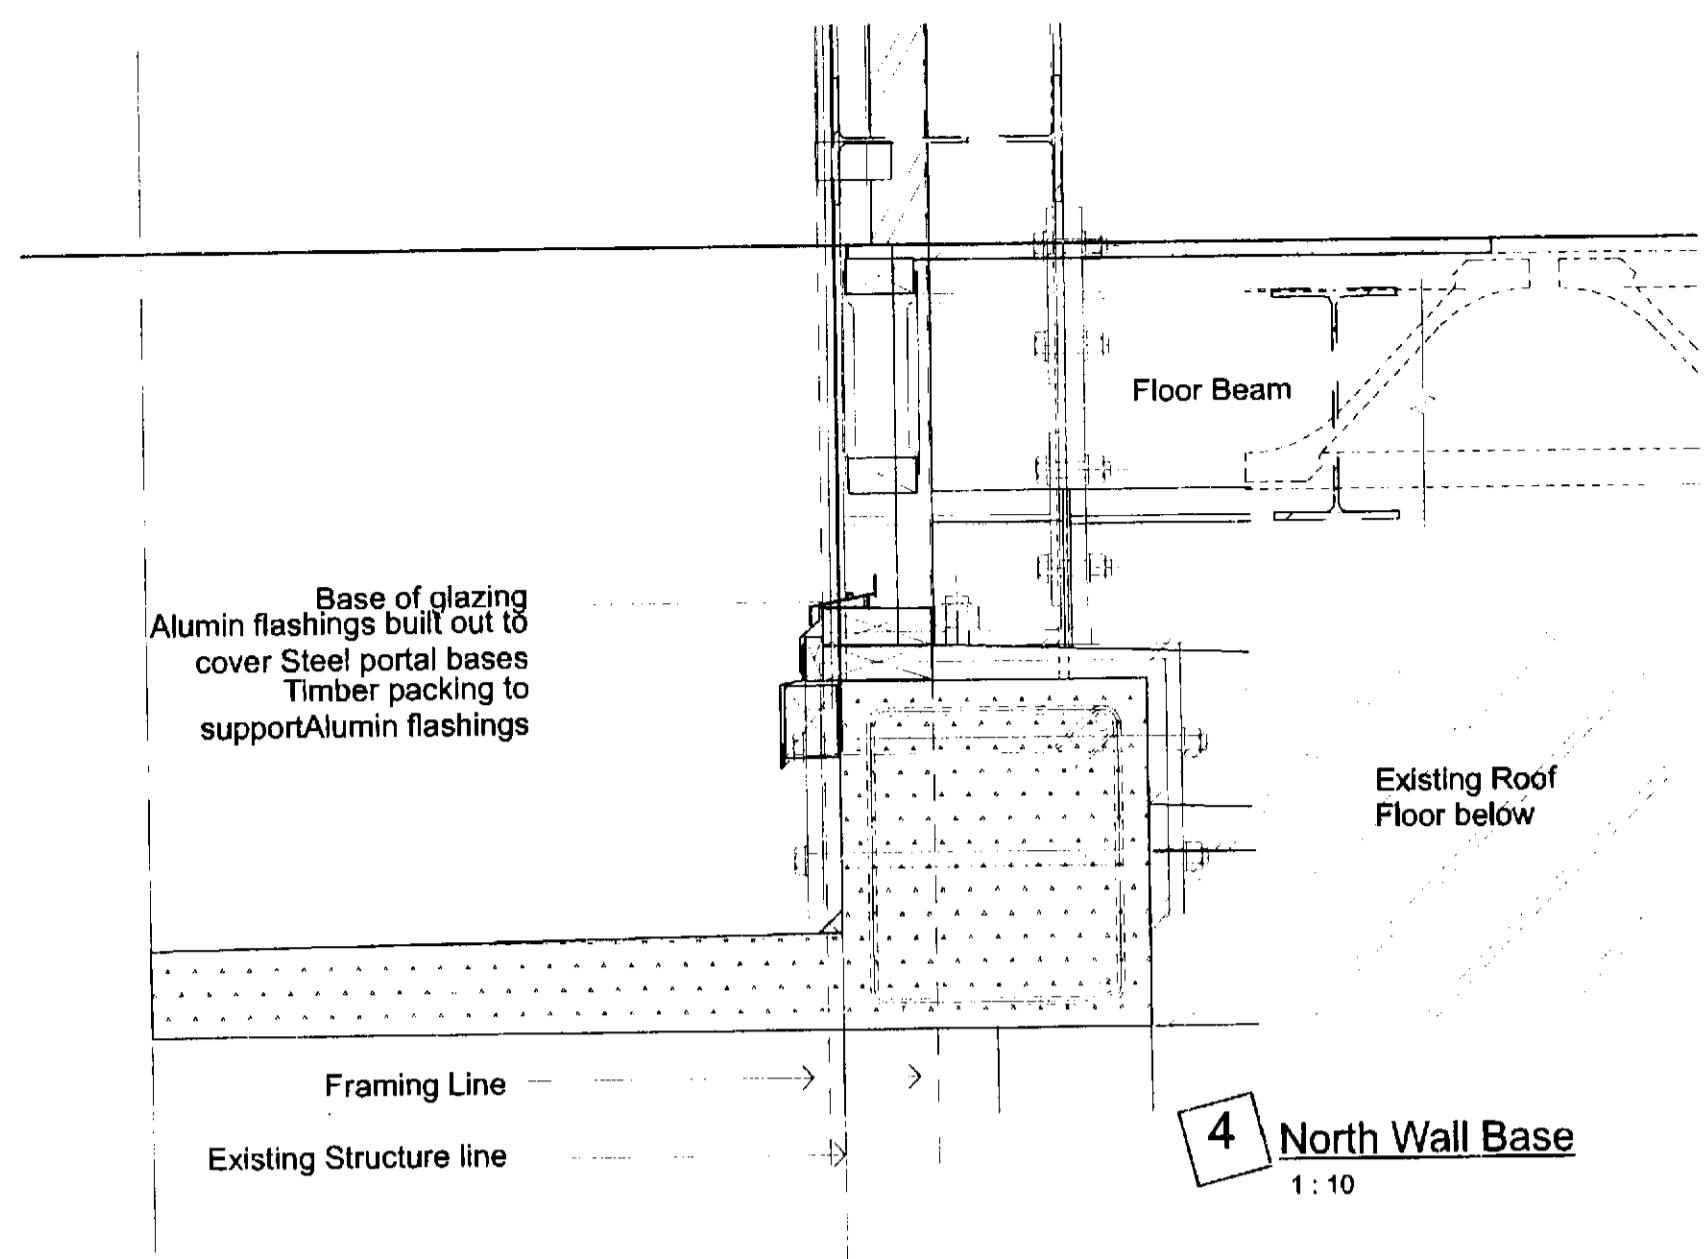 Floor Beam
Base of glazing
Alumin flashings built out to
cover Steel portal bases
Timber packing to
supportAlumin flashings
Existing Roof
Floor below
Framing Line
Existing Structure line
4
North Wall Base
1 : 10